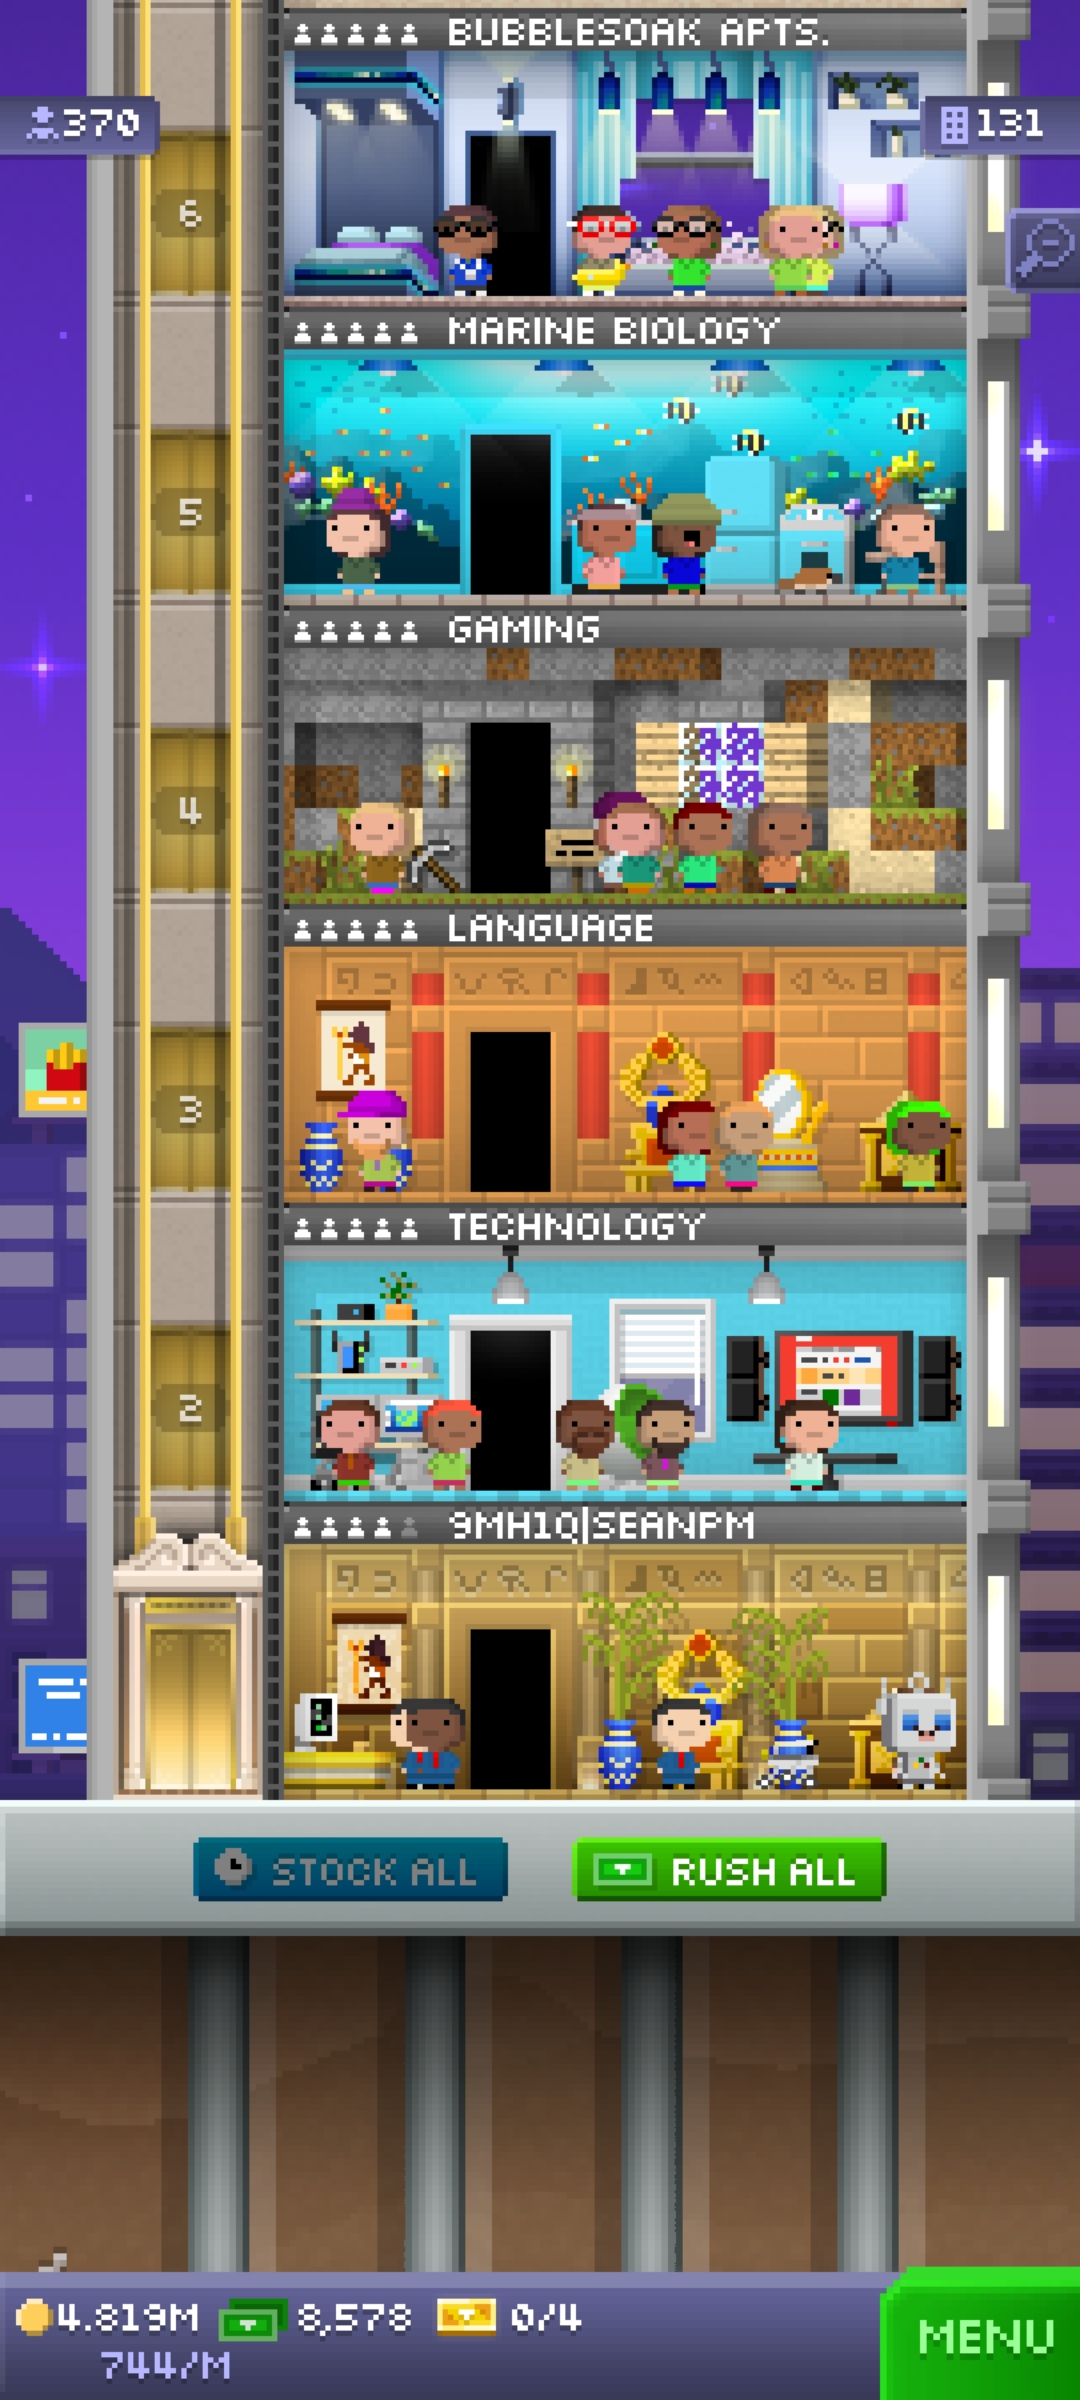 BUBBLESOAK APTS.
370
131
6
MARINE BIOLOGY
5
GAMING
4
LANGUAGE
3
TECHNOLOGY
2
9MH1Q|SEANPM
STOCK ALL
RUSH ALL
4.819M
8,578
0/4
744/M
MENU